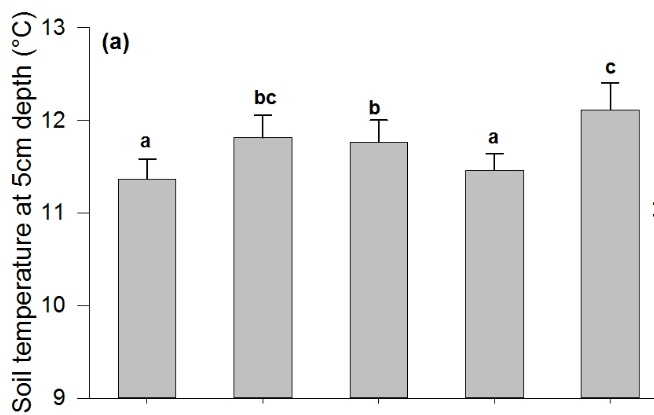 Soil temperature at 5cm depth (°C)
13
12
11
10
9
(a)
a
bc
b
a
c